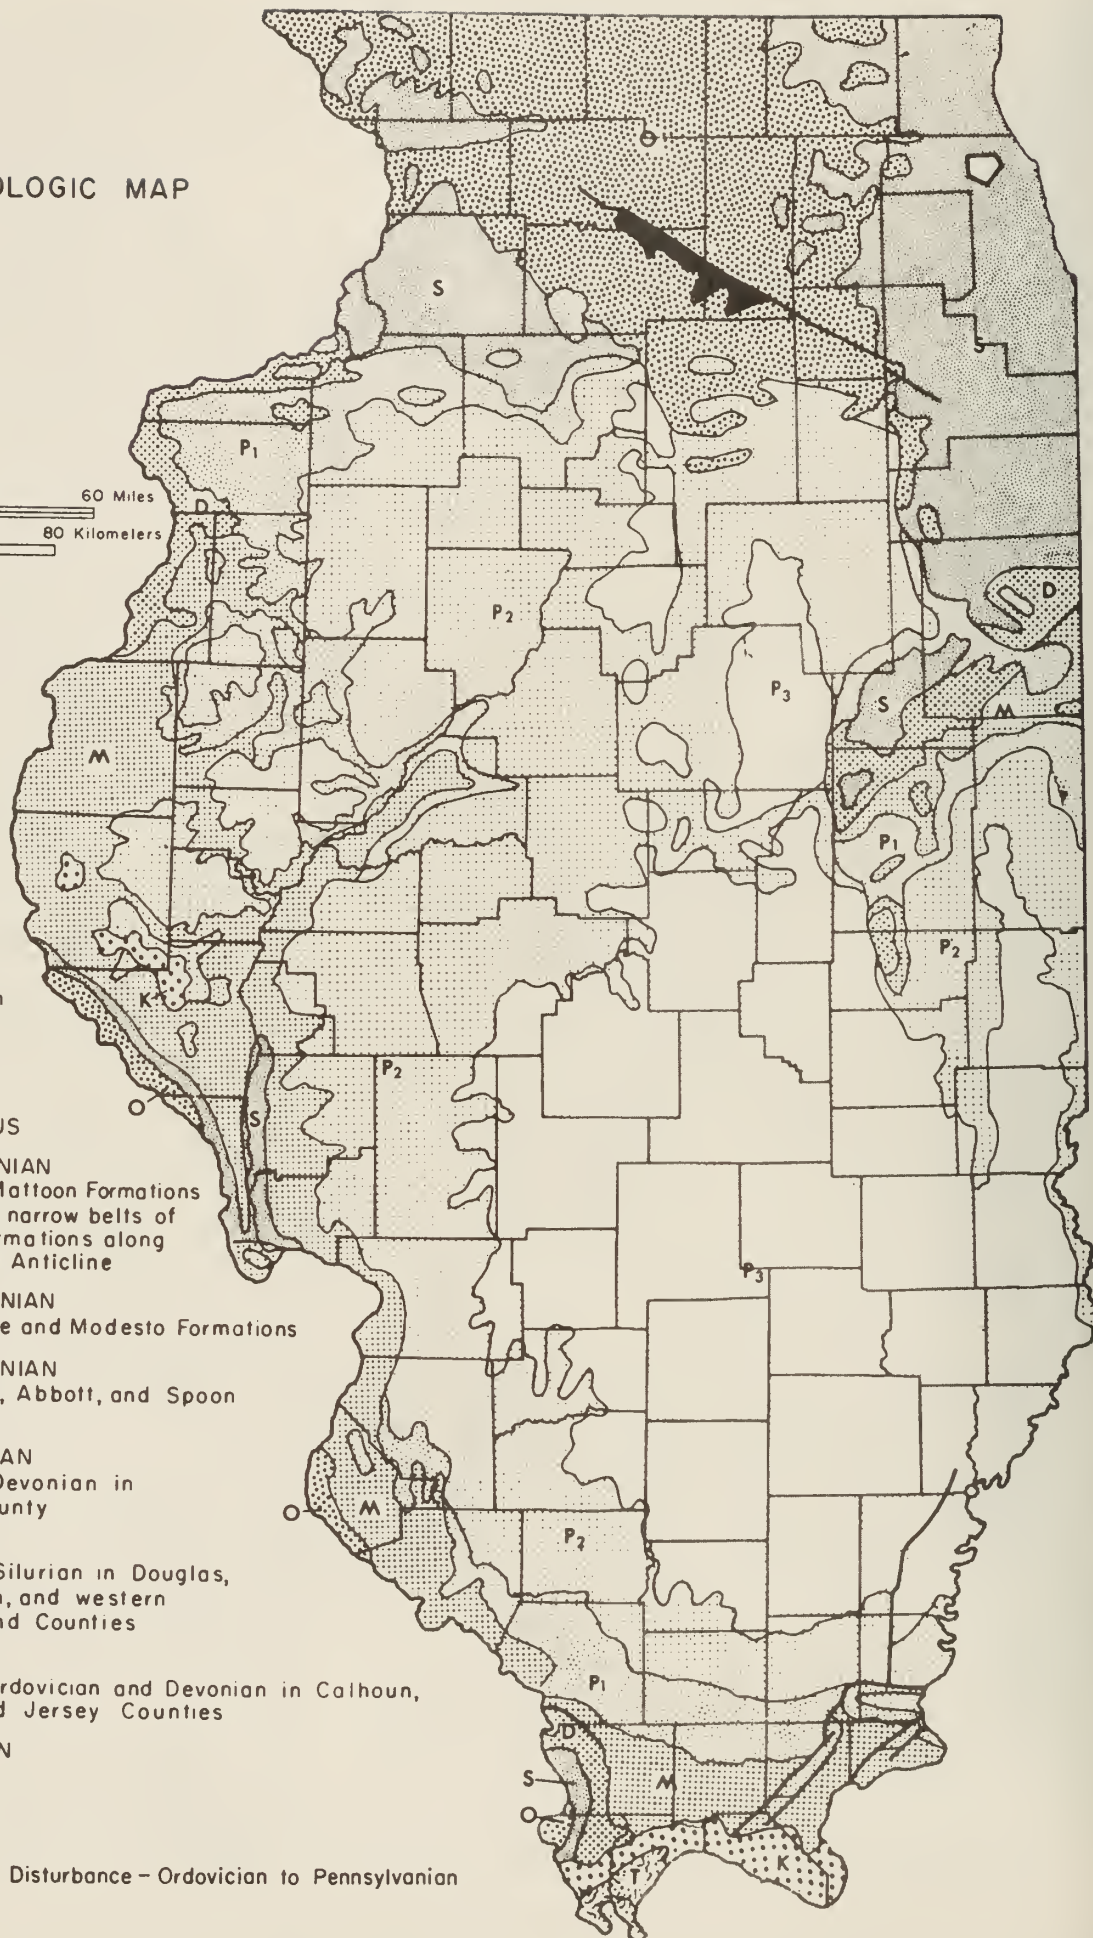 OLOGIC MAP
60 Miles
80 Kilometers
US
NIAN
Mattoon Formations
narrow belts of
rmations along
Anticline
NIAN
e and Modesto Formations
NIAN
, Abbott, and Spoon
AN
Devonian in
unty
Silurian in Douglas,
n, and western
nd Counties
rdovician and Devonian in Calhoun,
d Jersey Counties
N
Disturbance – Ordovician to Pennsylvanian
O
S
S
P1
D
P2
D
P3
S
M
M
P1
P2
K
P2
O
S
P3
O
M
P2
P1
D
S
M
O
K
T